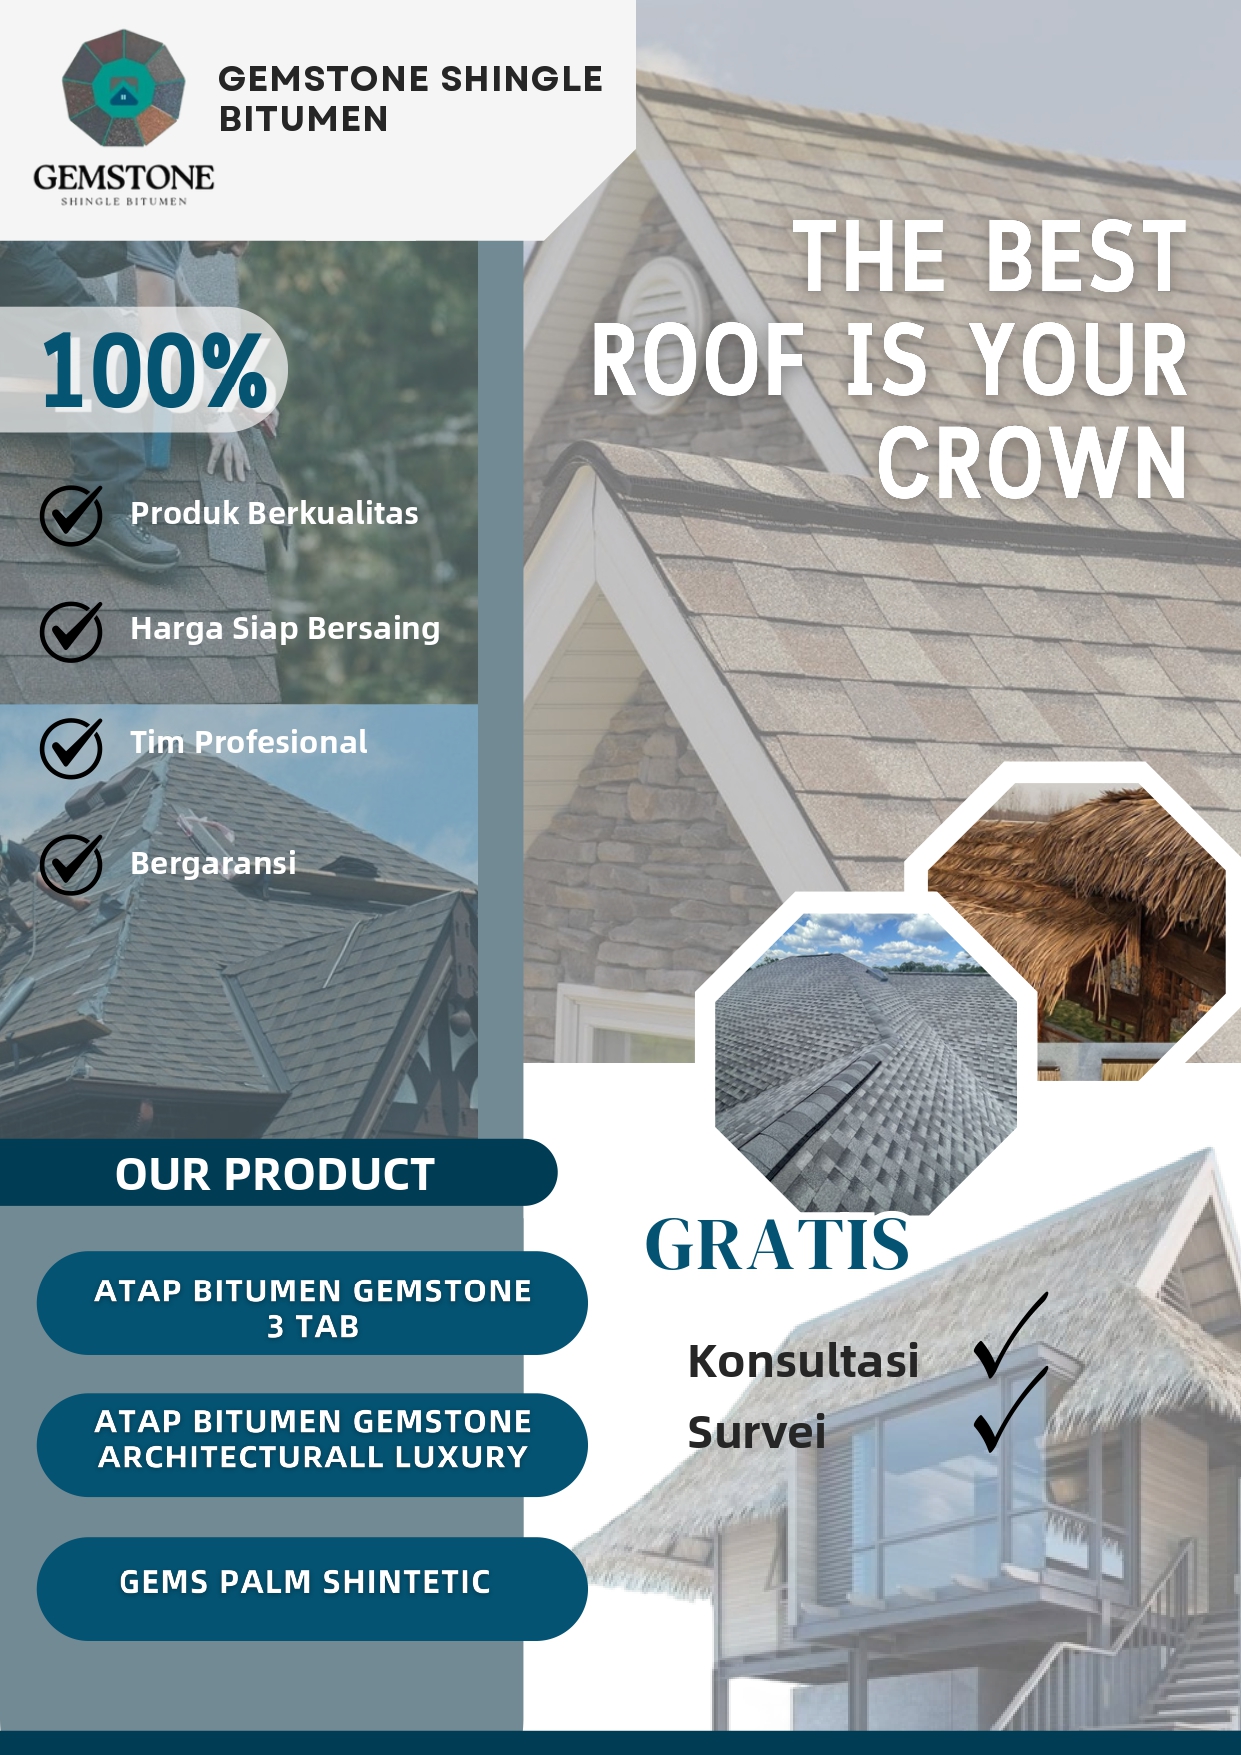 GEMSTONE
SHINGLE BITUMEN
GEMSTONE SHINGLE
BITUMEN
THE BEST
ROOF IS YOUR
CROWN
100%
Produk Berkualitas
Harga Siap Bersaing
Tim Profesional
Bergaransi
OUR PRODUCT
ATAP BITUMEN GEMSTONE
3 TAB
ATAP BITUMEN GEMSTONE
ARCHITECTURALL LUXURY
GEMS PALM SHINTETIC
GRATIS
Konsultasi
Survei